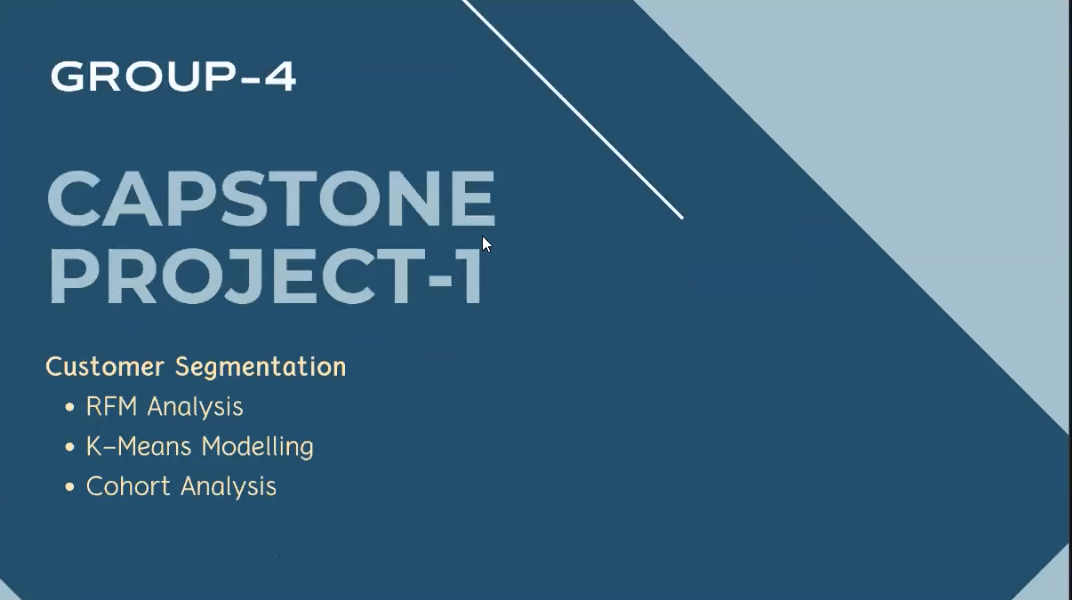 GROUP-4
CAPSTONE
PROJECT-1
Customer Segmentation
• RFM Analysis
• K-Means Modelling
• Cohort Analysis